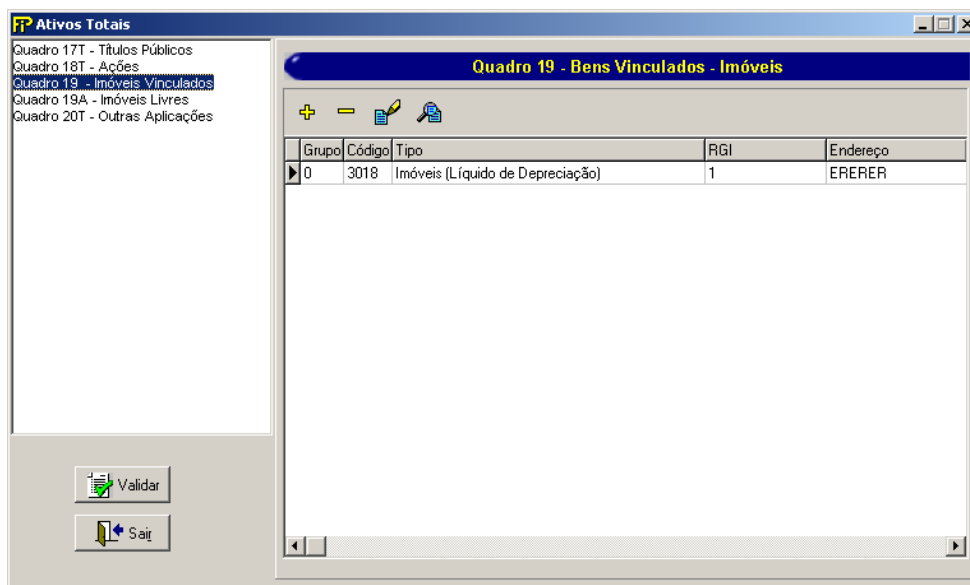 FiP Ativos Totais
Quadro 17T - Títulos Públicos
Quadro 18T - Ações
Quadro 19  - Imóveis Vinculados
Quadro 19A - Imóveis Livres
Quadro 20T - Outras Aplicações
Quadro 19 - Bens Vinculados - Imóveis
Grupo Código Tipo RGI Endereço
0 3018 Imóveis (Líquido de Depreciação) 1 ERERER
Validar
Sair